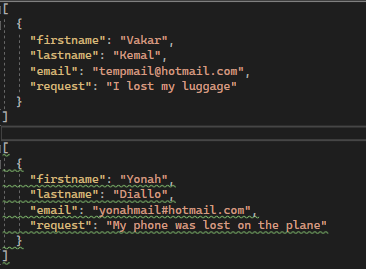 [
{
"firstname": "Vakar",
"lastname": "Kemal",
"email": "tempmail@hotmail.com",
"request": "I lost my luggage"
}
]
[
{
"firstname": "Yonah",
"lastname": "Diallo",
"email": "yonahmail#hotmail.com",
"request": "My phone was lost on the plane"
}
]